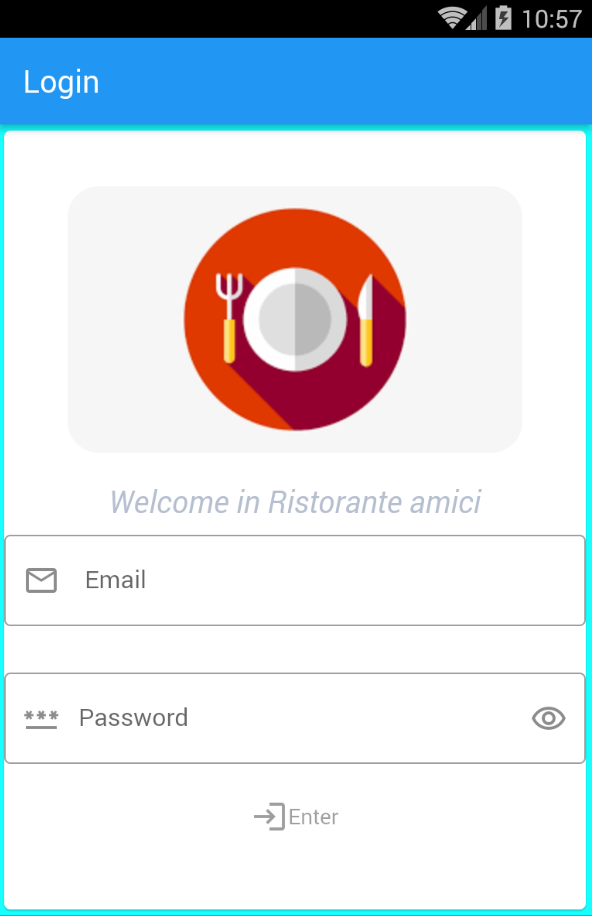 10:57
Login
Welcome in Ristorante amici
Email
*** Password
Enter